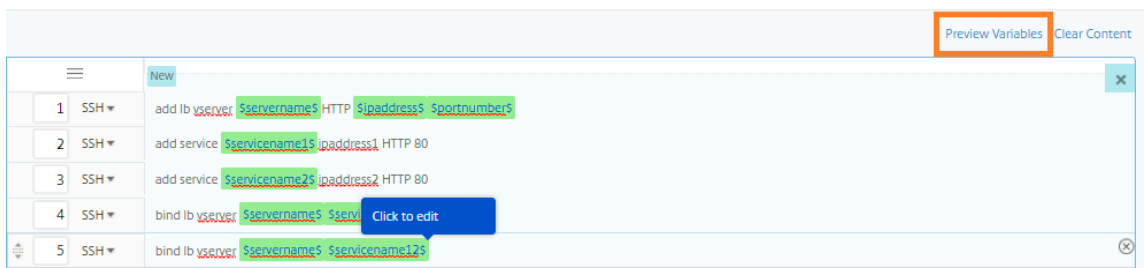 Preview Variables Clear Content
New
1 SSH add lb vserver $servername$ HTTP $ipaddress$ $portnumber$
2 SSH add service $servicename1$ ipaddress1 HTTP 80
3 SSH add service $servicename2$ ipaddress2 HTTP 80
4 SSH bind lb vserver $servername$ Click to edit
5 SSH bind lb vserver $servername$ $servicename12$